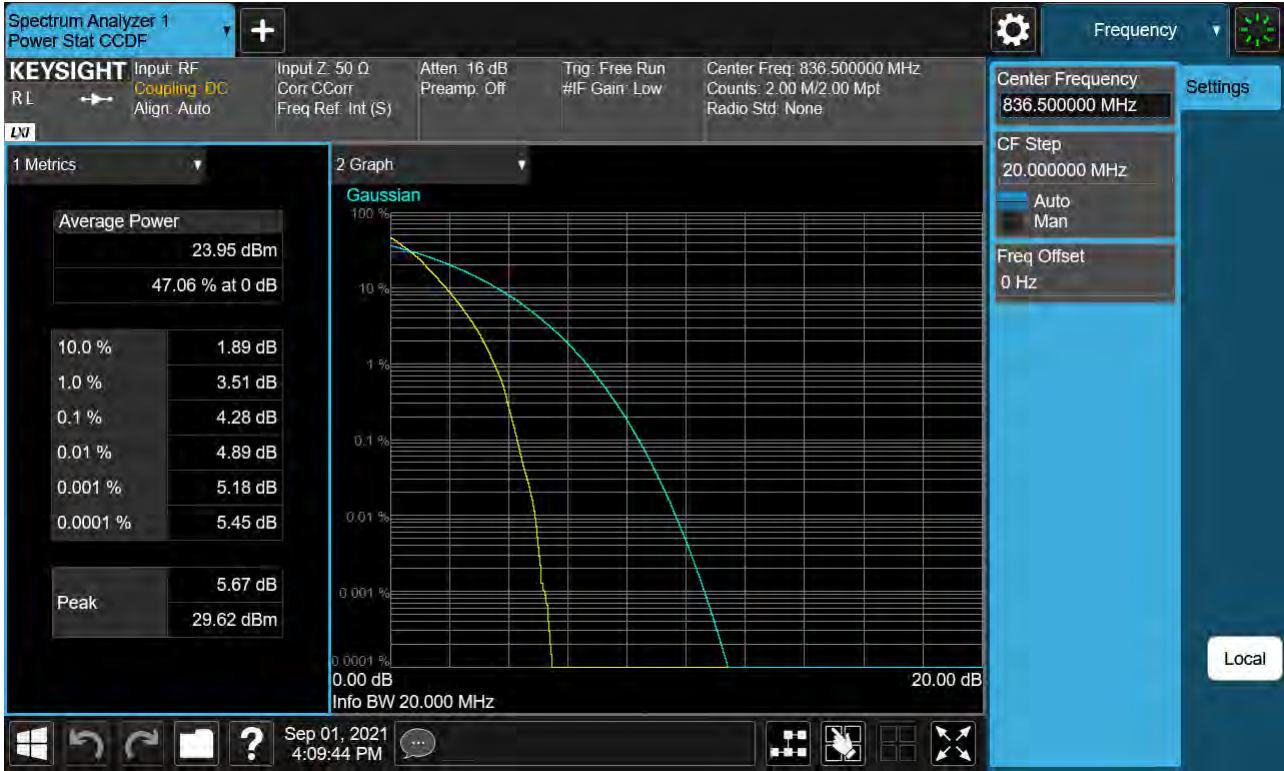 Spectrum Analyzer 1
Power Stat CCDF
Frequency
KEYSIGHT
RL
LXI
Input: RF
Coupling: DC
Align: Auto
Input Z: 50 Ω
Corr CCorr
Freq Ref: Int (S)
Atten: 16 dB
Preamp: Off
Trig: Free Run
#IF Gain: Low
Center Freq: 836.500000 MHz
Counts: 2.00 M/2.00 Mpt
Radio Std: None
Center Frequency
836.500000 MHz
Settings
CF Step
20.000000 MHz
Auto
Man
Freq Offset
0 Hz
1 Metrics
Average Power
23.95 dBm
47.06 % at 0 dB
10.0 % 1.89 dB
1.0 % 3.51 dB
0.1 % 4.28 dB
0.01 % 4.89 dB
0.001 % 5.18 dB
0.0001 % 5.45 dB
Peak
5.67 dB
29.62 dBm
2 Graph
Gaussian
100 %
10 %
1 %
0.1 %
0.01 %
0.001 %
0.0001 %
0.00 dB 20.00 dB
Info BW 20.000 MHz
Local
?
Sep 01, 2021
4:09:44 PM